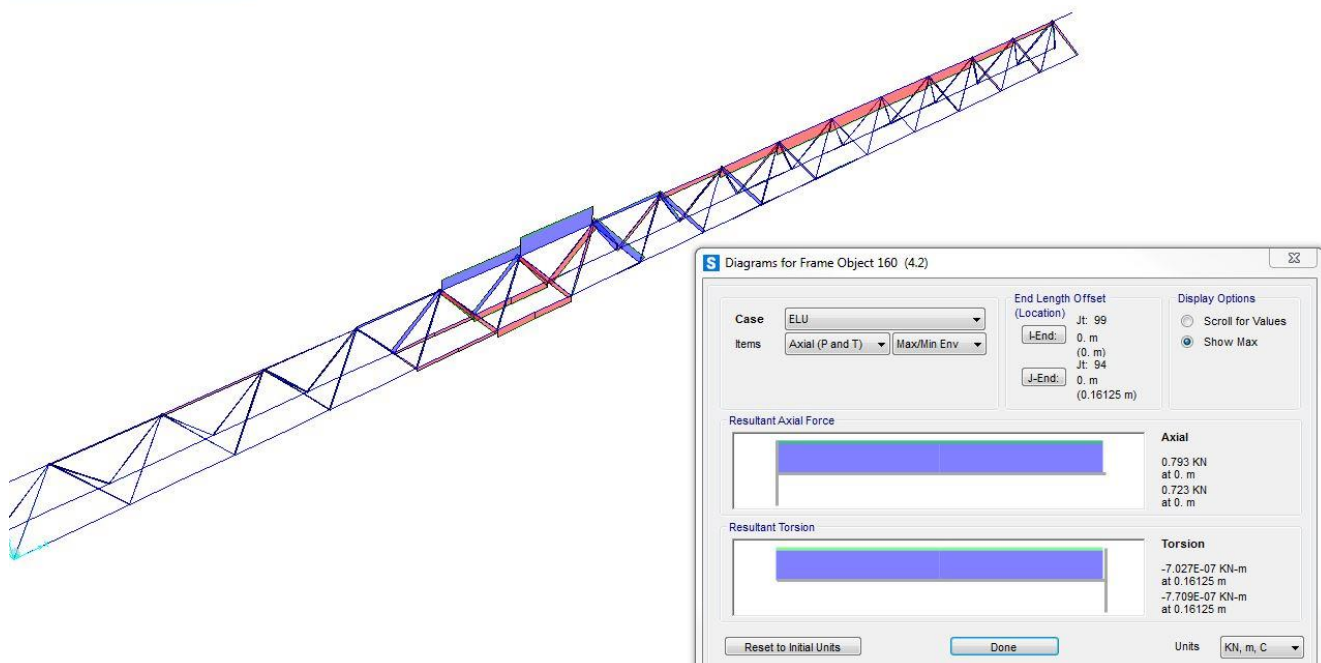 Diagrams for Frame Object 160 (4.2)
Case ELU
Items Axial (P and T) Max/Min Env
End Length Offset
(Location)
I-End: Jt: 99
0. m
(0. m)
J-End: Jt: 94
0. m
(0.16125 m)
Display Options
Scroll for Values
Show Max
Resultant Axial Force
Axial
0.793 KN
at 0. m
0.723 KN
at 0. m
Resultant Torsion
Torsion
-7.027E-07 KN-m
at 0.16125 m
-7.709E-07 KN-m
at 0.16125 m
Reset to Initial Units Done Units KN, m, C